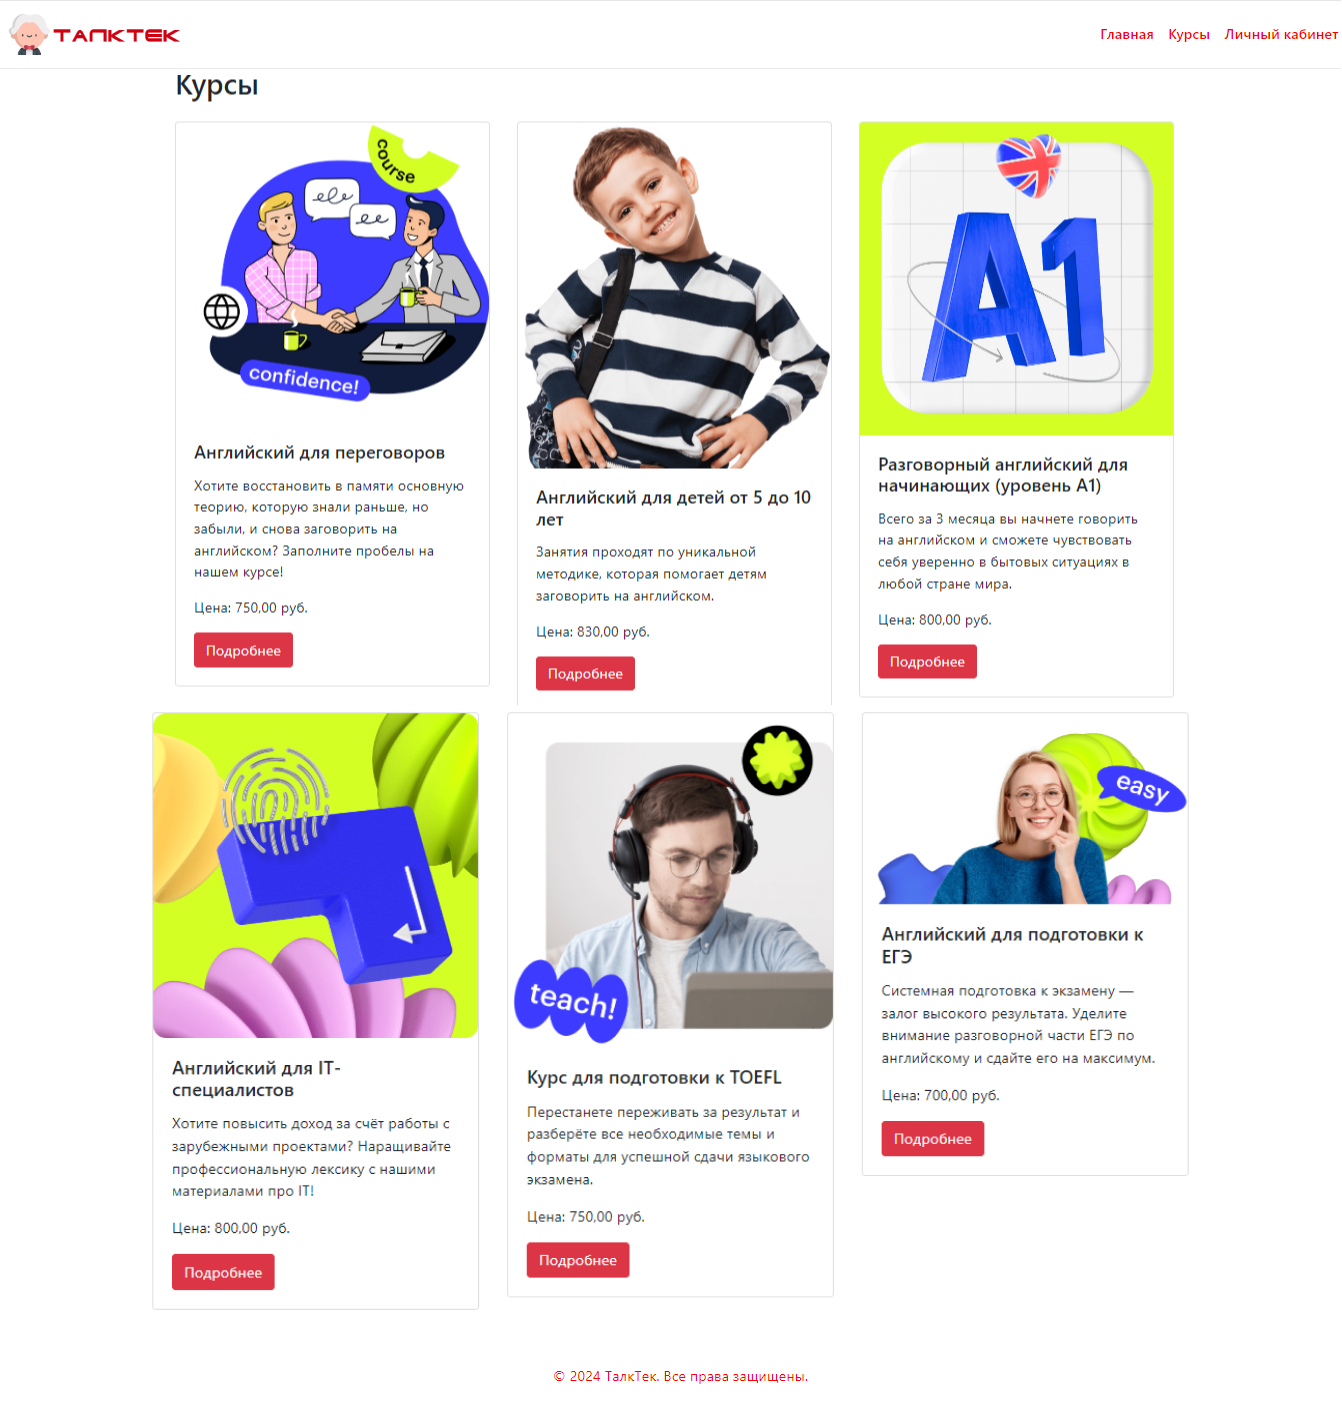 ТАЛКТЕК
Главная Курсы Личный кабинет
Курсы
course
confidence!
Английский для переговоров
Хотите восстановить в памяти основную
теорию, которую знали раньше, но
забыли, и снова заговорить на
английском? Заполните пробелы на
нашем курсе!
Цена: 750,00 руб.
Подробнее
Английский для детей от 5 до 10
лет
Занятия проходят по уникальной
методике, которая помогает детям
заговорить на английском.
Цена: 830,00 руб.
Подробнее
A1
Разговорный английский для
начинающих (уровень A1)
Всего за 3 месяца вы начнете говорить
на английском и сможете чувствовать
себя уверенно в бытовых ситуациях в
любой стране мира.
Цена: 800,00 руб.
Подробнее
Английский для IT-
специалистов
Хотите повысить доход за счёт работы с
зарубежными проектами? Наращивайте
профессиональную лексику с нашими
материалами про IT!
Цена: 800,00 руб.
Подробнее
teach!
Курс для подготовки к TOEFL
Перестанете переживать за результат и
разберёте все необходимые темы и
форматы для успешной сдачи языкового
экзамена.
Цена: 750,00 руб.
Подробнее
easy
Английский для подготовки к
ЕГЭ
Системная подготовка к экзамену —
залог высокого результата. Уделите
внимание разговорной части ЕГЭ по
английскому и сдайте его на максимум.
Цена: 700,00 руб.
Подробнее
© 2024 ТалкТек. Все права защищены.